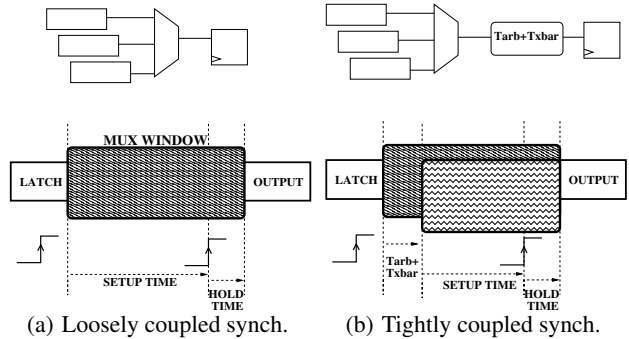 Tarb+Txbar
MUX WINDOW
LATCH
OUTPUT
SETUP TIME
HOLD
TIME
(a) Loosely coupled synch.
LATCH
OUTPUT
Tarb+
Txbar
SETUP TIME
HOLD
TIME
(b) Tightly coupled synch.